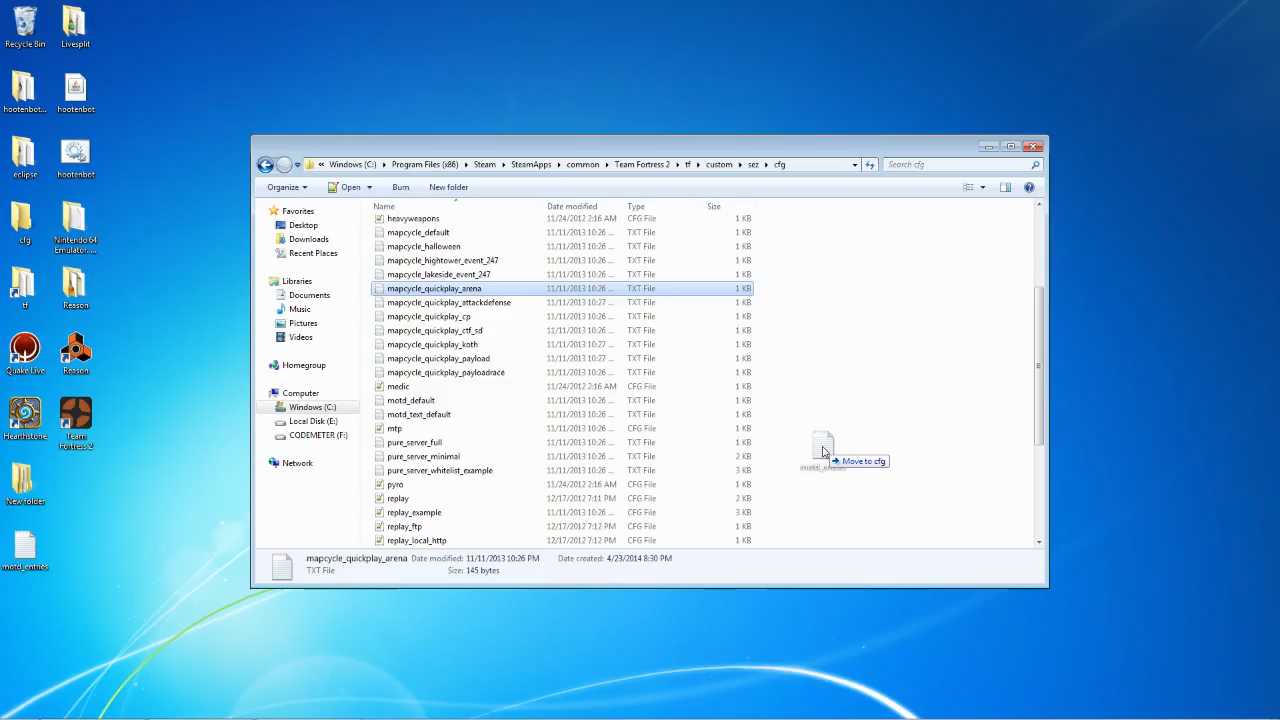 Recycle Bin
Livesplit
hootenbot...
hootenbot
eclipse
hootenbot
cfg
Nintendo 64
Emulator, ...
tf
Reason
Quake Live
Reason
Hearthstone
Team
Fortress 2
New folder
motd_entries
« Windows (C:) ▸ Program Files (x86) ▸ Steam ▸ SteamApps ▸ common ▸ Team Fortress 2 ▸ tf ▸ custom ▸ sez ▸ cfg
Search cfg
Organize Open Burn New folder
Favorites
Desktop
Downloads
Recent Places
Libraries
Documents
Music
Pictures
Videos
Homegroup
Computer
Windows (C:)
Local Disk (E:)
CODEMETER (F:)
Network
Name Date modified Type Size
heavyweapons 11/24/2012 2:16 AM CFG File 1 KB
mapcycle_default 11/11/2013 10:26 ... TXT File 1 KB
mapcycle_halloween 11/11/2013 10:26 ... TXT File 1 KB
mapcycle_hightower_event_247 11/11/2013 10:26 ... TXT File 1 KB
mapcycle_lakeside_event_247 11/11/2013 10:26 ... TXT File 1 KB
mapcycle_quickplay_arena 11/11/2013 10:26 ... TXT File 1 KB
mapcycle_quickplay_attackdefense 11/11/2013 10:27 ... TXT File 1 KB
mapcycle_quickplay_cp 11/11/2013 10:26 ... TXT File 1 KB
mapcycle_quickplay_ctf_sd 11/11/2013 10:26 ... TXT File 1 KB
mapcycle_quickplay_koth 11/11/2013 10:27 ... TXT File 1 KB
mapcycle_quickplay_payload 11/11/2013 10:27 ... TXT File 1 KB
mapcycle_quickplay_payloadrace 11/11/2013 10:26 ... TXT File 1 KB
medic 11/24/2012 2:16 AM CFG File 1 KB
motd_default 11/11/2013 10:26 ... TXT File 1 KB
motd_text_default 11/11/2013 10:26 ... TXT File 1 KB
mtp 11/11/2013 10:26 ... CFG File 1 KB
pure_server_full 11/11/2013 10:26 ... TXT File 1 KB
pure_server_minimal 11/11/2013 10:26 ... TXT File 1 KB
pure_server_whitelist_example 11/11/2013 10:26 ... TXT File 3 KB
pyro 11/24/2012 2:16 AM CFG File 1 KB
replay 12/17/2012 7:11 PM CFG File 2 KB
replay_example 11/11/2013 10:26 ... CFG File 3 KB
replay_ftp 12/17/2012 7:12 PM CFG File 1 KB
replay_local_http 12/17/2012 7:12 PM CFG File 1 KB
Move to cfg
mapcycle_quickplay_arena Date modified: 11/11/2013 10:26 PM Date created: 4/23/2014 8:30 PM
TXT File Size: 145 bytes